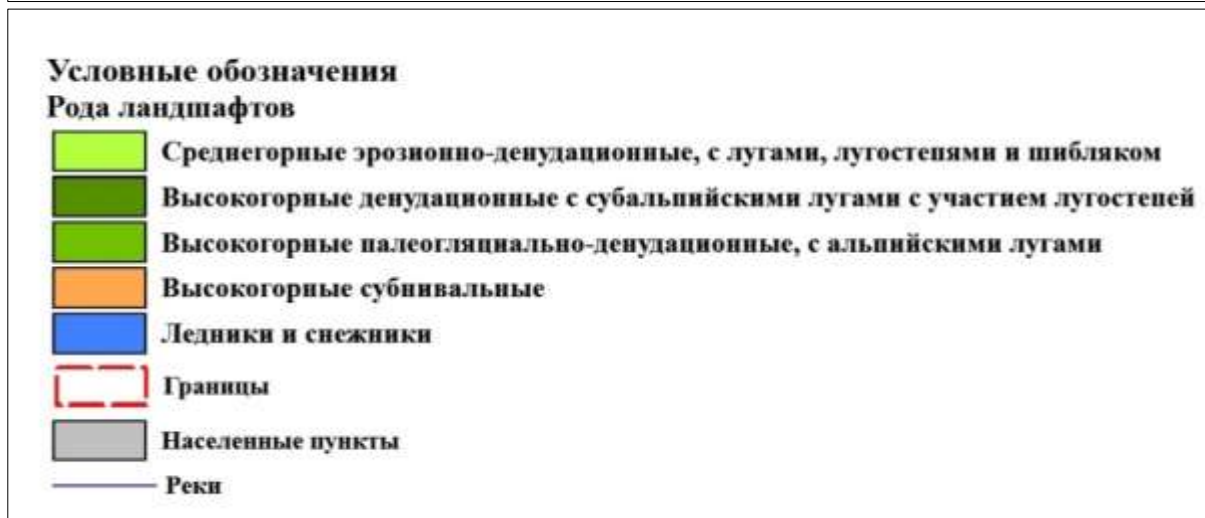 Условные обозначения
Рода ландшафтов
Среднегорные эрозионно-денудационные, с лугами, лугостепями и шибляком
Высокогорные денудационные с субальпийскими лугами с участием лугостепей
Высокогорные палеогляциально-денудационные, с альпийскими лугами
Высокогорные субнивальные
Ледники и снежники
Границы
Населенные пункты
Реки